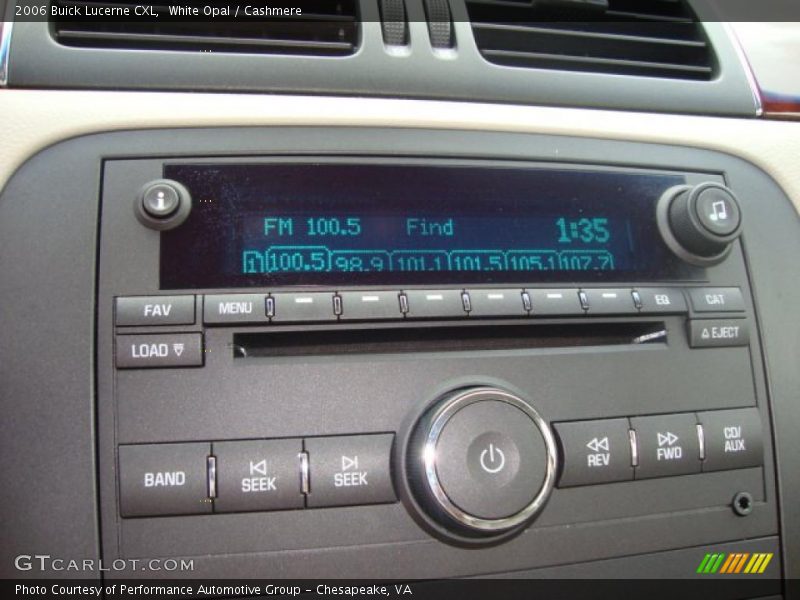 2006 Buick Lucerne CXL,  White Opal / Cashmere
i
FM 100.5 Find 1:35
1 100.5 98.9 101.1 101.5 105.1 107.7
FAV MENU EQ CAT
LOAD EJECT
BAND SEEK SEEK REV FWD CD/
AUX
GTCARLOT.COM
Photo Courtesy of Performance Automotive Group - Chesapeake, VA